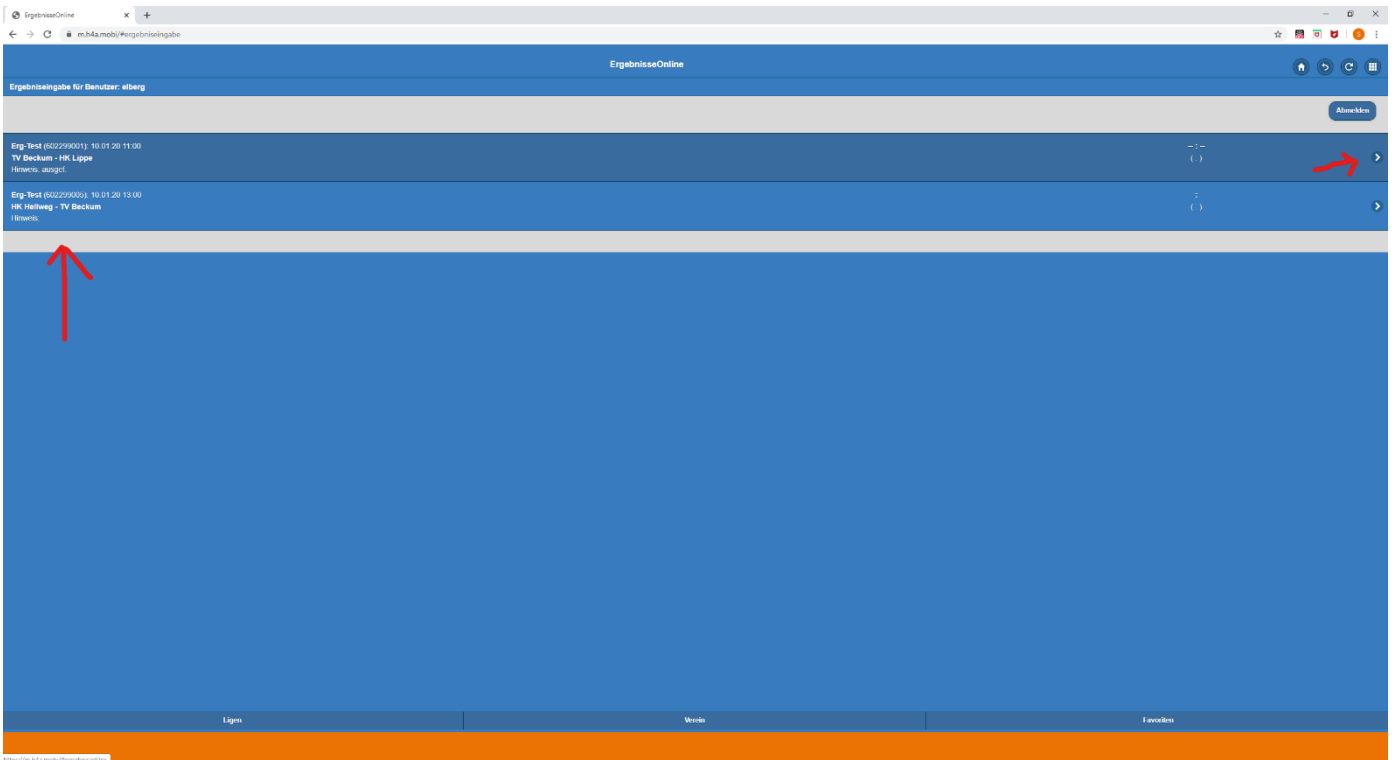 ErgebnisseOnline
m.h4a.mobi/#ergebniseingabe
ErgebnisseOnline
Ergebniseingabe für Benutzer: elberg
Abmelden
Erg-Test (602299001): 10.01.20 11:00
– : –
TV Beckum - HK Lippe
( : )
Hinweis: ausgef.
Erg-Test (602299005): 10.01.20 13:00
:
HK Hellweg - TV Beckum
( )
Hinweis:
Ligen Verein Favoriten